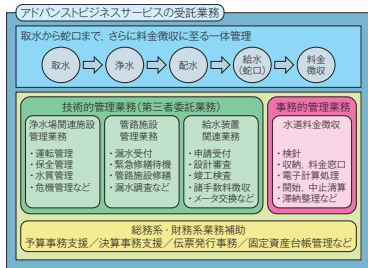 アドバンストビジネスサービスの受託業務
取水から蛇口まで、さらに料金徴収に至る一体管理
取水
浄水
配水
給水
(蛇口)
料金
徴収
技術的管理業務(第三者委託業務)
浄水場関連施設
管理業務
・運転管理
・保全管理
・水質管理
・危機管理など
管路施設
管理業務
・漏水受付
・緊急修繕待機
・管路施設修繕
・漏水調査など
給水装置
関連業務
・申請受付
・設計審査
・竣工検査
・諸手数料徴収
・メータ交換など
事務的管理業務
水道料金徴収
・検針
・収納、料金窓口
・電子計算処理
・開始、中止清算
・滞納整理など
総務系・財務系業務補助
予算事務支援/決算事務支援/伝票発行事務/固定資産台帳管理など